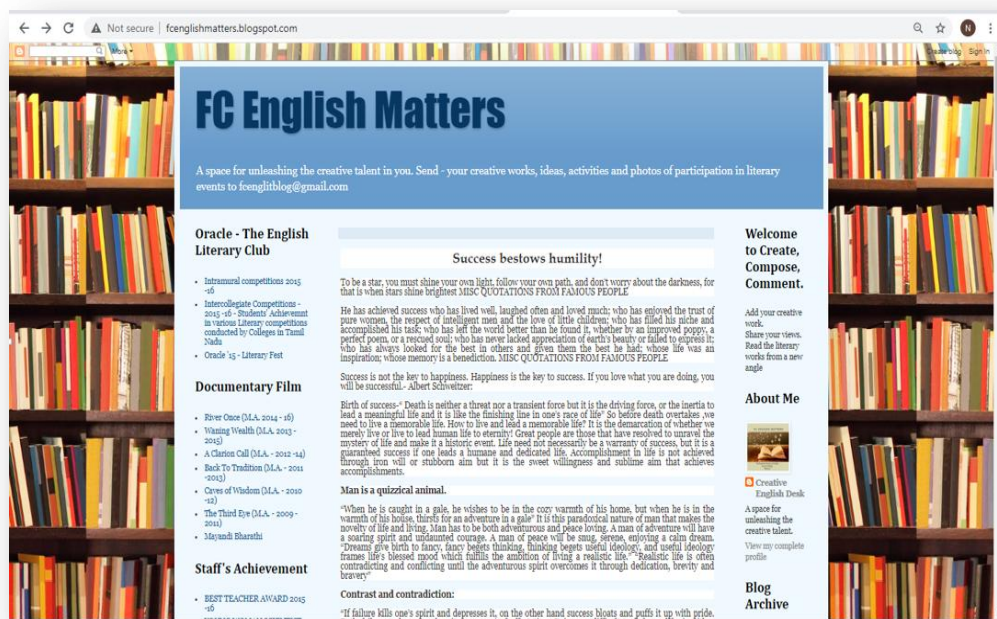 Not secure | fcenglishmatters.blogspot.com
N
More
Create blog Sign In
FC English Matters
A space for unleashing the creative talent in you. Send - your creative works, ideas, activities and photos of participation in literary
events to fcenglitblog@gmail.com
Oracle - The English
Literary Club
Intramural competitions 2015
-16
Intercollegiate Competitions -
2015 -16 - Students' Achievemnt
in various Literary competitions
conducted by Colleges in Tamil
Nadu
Oracle '15 - Literary Fest
Documentary Film
River Once (M.A. 2014 - 16)
Waning Wealth (M.A. 2013 -
2015)
A Clarion Call (M.A. - 2012 -14)
Back To Tradition (M.A. - 2011
-2013)
Caves of Wisdom (M.A. - 2010
-12)
The Third Eye (M.A. - 2009 -
2011)
Mayandi Bharathi
Staff's Achievement
BEST TEACHER AWARD 2015
-16
Success bestows humility!
To be a star, you must shine your own light, follow your own path, and don't worry about the darkness, for
that is when stars shine brightest MISC QUOTATIONS FROM FAMOUS PEOPLE
He has achieved success who has lived well, laughed often and loved much; who has enjoyed the trust of
pure women, the respect of intelligent men and the love of little children; who has filled his niche and
accomplished his task; who has left the world better than he found it, whether by an improved poppy, a
perfect poem, or a rescued soul; who has never lacked appreciation of earth's beauty or failed to express it;
who has always looked for the best in others and given them the best he had; whose life was an
inspiration; whose memory is a benediction. MISC QUOTATIONS FROM FAMOUS PEOPLE
Success is not the key to happiness. Happiness is the key to success. If you love what you are doing, you
will be successful.- Albert Schweitzer:
Birth of success-" Death is neither a threat nor a transient force but it is the driving force, or the inertia to
lead a meaningful life and it is like the finishing line in one's race of life" So before death overtakes ,we
need to live a memorable life. How to live and lead a memorable life? It is the demarcation of whether we
merely live or live to lead human life to eternity! Great people are those that have resolved to unravel the
mystery of life and make it a historic event. Life need not necessarily be a warranty of success, but it is a
guaranteed success if one leads a humane and dedicated life. Accomplishment in life is not achieved
through iron will or stubborn aim but it is the sweet willingness and sublime aim that achieves
accomplishments.
Man is a quizzical animal.
"When he is caught in a gale, he wishes to be in the cozy warmth of his home, but when he is in the
warmth of his house, thirsts for an adventure in a gale" It is this paradoxical nature of man that makes the
novelty of life and living. Man has to be both adventurous and peace loving. A man of adventure will have
a soaring spirit and undaunted courage. A man of peace will be snug, serene, enjoying a calm dream.
"Dreams give birth to fancy, fancy begets thinking, thinking begets useful ideology, and useful ideology
frames life's blessed mood which fulfills the ambition of living a realistic life." "Realistic life is often
contradicting and conflicting until the adventurous spirit overcomes it through dedication, brevity and
bravery"
Contrast and contradiction:
"If failure kills one's spirit and depresses it, on the other hand success bloats and puffs it up with pride.
Welcome
to Create,
Compose,
Comment.
Add your creative
work.
Share your views.
Read the literary
works from a new
angle
About Me
Creative
English Desk
A space for
unleashing the
creative talent.
View my complete
profile
Blog
Archive